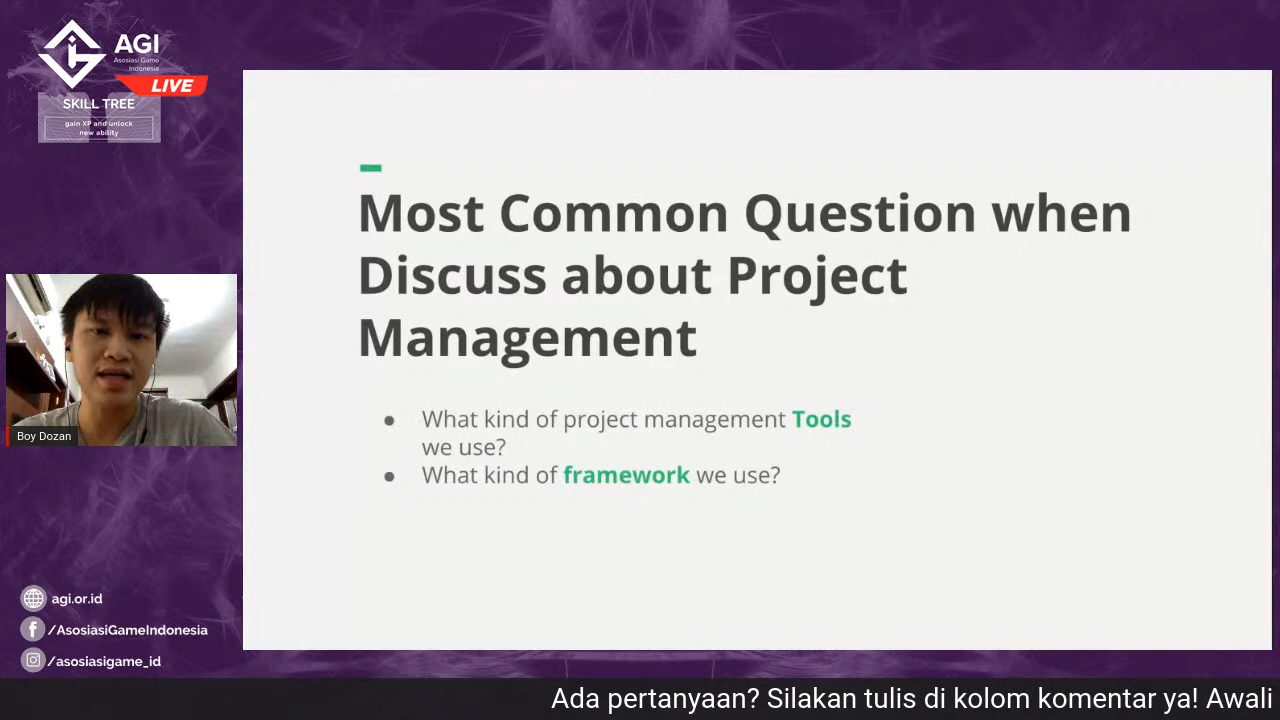 AGI
Asosiasi Game
Indonesia
LIVE
SKILL TREE
gain XP and unlock
new ability
Most Common Question when
Discuss about Project
Management
● What kind of project management Tools
we use?
● What kind of framework we use?
Boy Dozan
agi.or.id
/AsosiasiGameIndonesia
/asosiasigame_id
Ada pertanyaan? Silakan tulis di kolom komentar ya! Awali